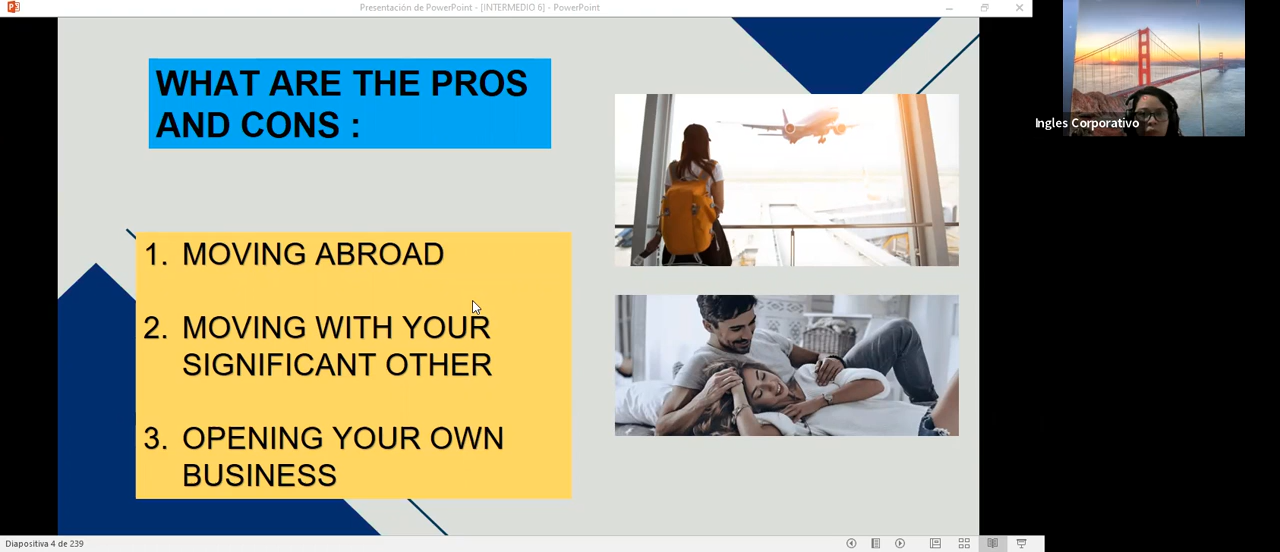 Presentación de PowerPoint - [INTERMEDIO 6] - PowerPoint
WHAT ARE THE PROS
AND CONS :
1. MOVING ABROAD
2. MOVING WITH YOUR
SIGNIFICANT OTHER
3. OPENING YOUR OWN
BUSINESS
Ingles Corporativo
Diapositiva 4 de 239